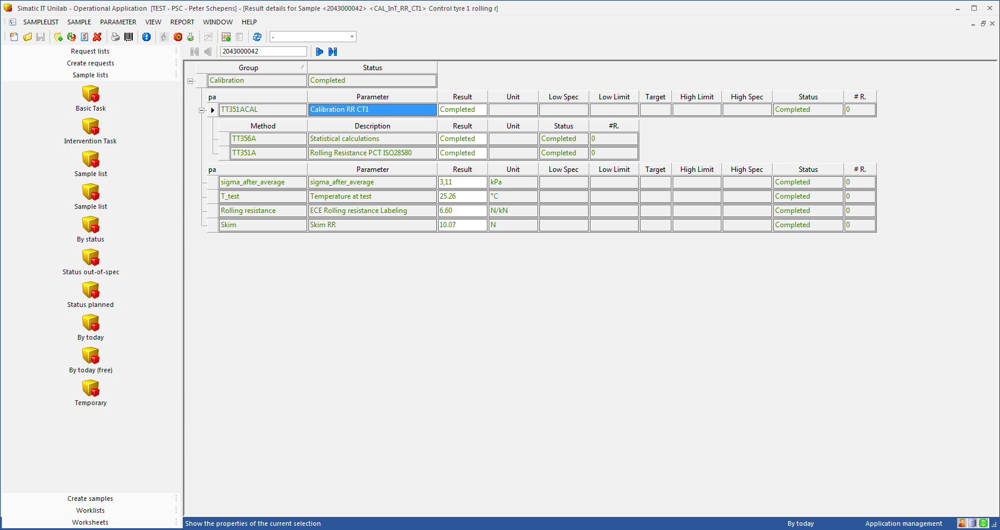 Simatic IT Unilab - Operational Application [TEST - PSC - Peter Schepens] - [Result details for Sample <2043000042> <CAL_InT_RR_CT1> Control tyre 1 rolling r]
SAMPLELIST SAMPLE PARAMETER VIEW REPORT WINDOW HELP
-
Request lists
Create requests
Sample lists
Basic Task
Intervention Task
Sample list
Sample list
By status
Status out-of-spec
Status planned
By today
By today (free)
Temporary
Create samples
Worklists
Worksheets
2043000042
Group Status
Calibration Completed
pa Parameter Result Unit Low Spec Low Limit Target High Limit High Spec Status # R.
TT351ACAL Calibration RR CT1 Completed Completed 0
Method Description Result Unit Status #R.
TT356A Statistical calculations Completed Completed 0
TT351A Rolling Resistance PCT ISO28580 Completed Completed 0
pa Parameter Result Unit Low Spec Low Limit Target High Limit High Spec Status # R.
sigma_after_average sigma_after_average 3,11 kPa Completed 0
T_test Temperature at test 25.26 °C Completed 0
Rolling resistance ECE Rolling resistance Labeling 6.60 N/kN Completed 0
Skim Skim RR 10.07 N Completed 0
Show the properties of the current selection By today Application management